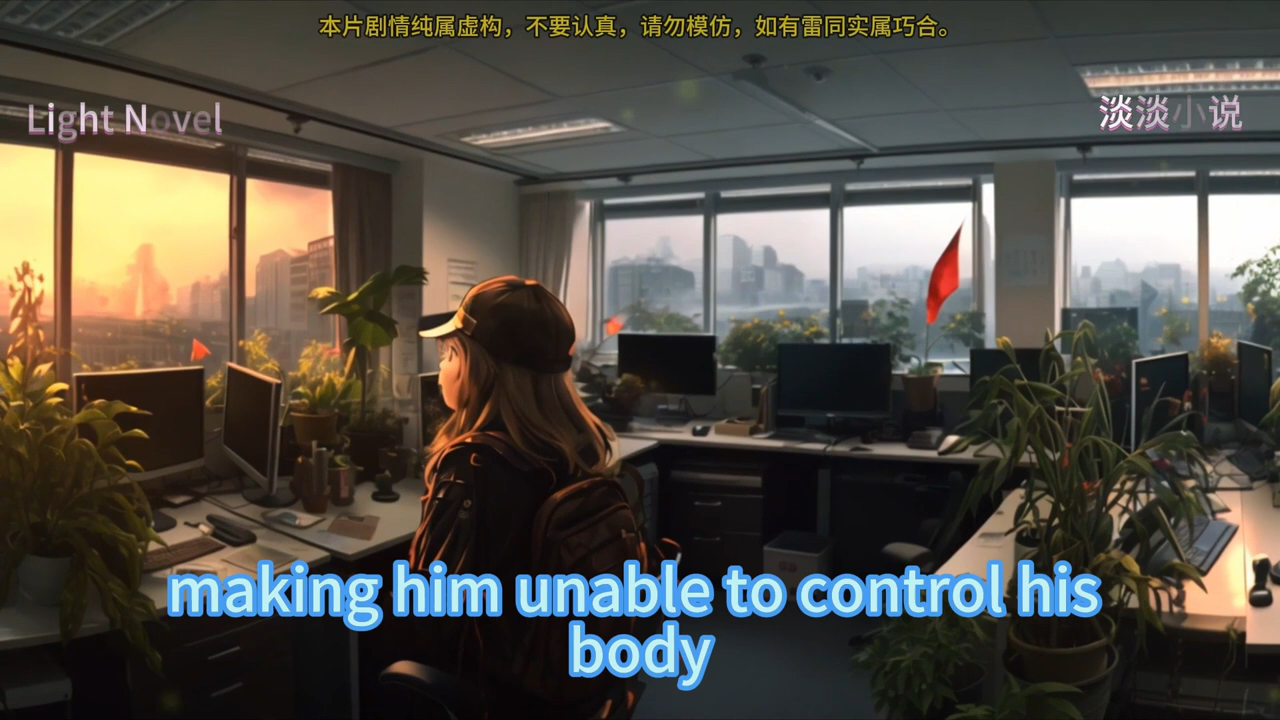 本片剧情纯属虚构，不要认真，请勿模仿，如有雷同实属巧合。
Light Novel
淡淡小说
making him unable to control his
body